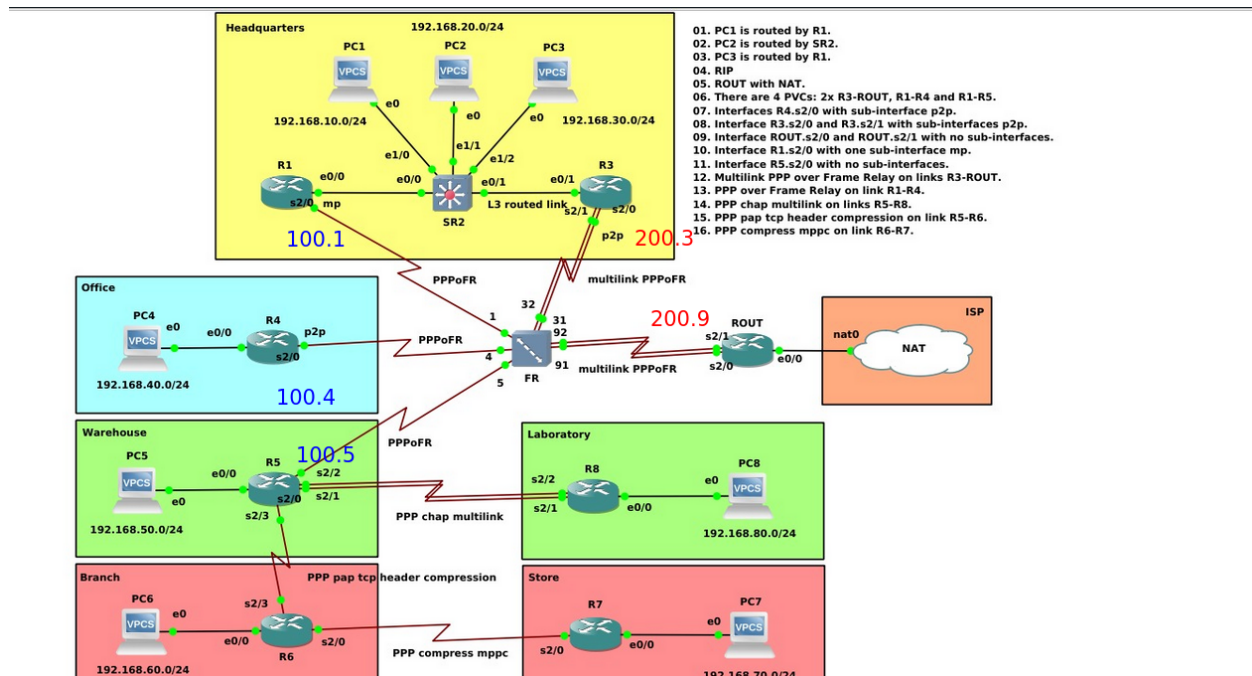 Headquarters
192.168.20.0/24
PC1
PC2
PC3
VPCS
VPCS
VPCS
e0
e0
e0
192.168.10.0/24
192.168.30.0/24
e1/0
e1/1
e1/2
R1
R3
e0/0
e0/0
e0/1
e0/1
s2/0
mp
SR2
L3 routed link
s2/1
s2/0
p2p
100.1
200.3
01. PC1 is routed by R1.
02. PC2 is routed by SR2.
03. PC3 is routed by R1.
04. RIP
05. ROUT with NAT.
06. There are 4 PVCs: 2x R3-ROUT, R1-R4 and R1-R5.
07. Interfaces R4.s2/0 with sub-interface p2p.
08. Interface R3.s2/0 and R3.s2/1 with sub-interfaces p2p.
09. Interface ROUT.s2/0 and ROUT.s2/1 with no sub-interfaces.
10. Interface R1.s2/0 with one sub-interface mp.
11. Interface R5.s2/0 with no sub-interfaces.
12. Multilink PPP over Frame Relay on links R3-ROUT.
13. PPP over Frame Relay on link R1-R4.
14. PPP chap multilink on links R5-R8.
15. PPP pap tcp header compression on link R5-R6.
16. PPP compress mppc on link R6-R7.
PPPoFR
multilink PPPoFR
Office
PC4
VPCS
e0
e0/0
R4
p2p
s2/0
192.168.40.0/24
100.4
PPPoFR
1
4
5
32
31
92
91
FR
200.9
multilink PPPoFR
ROUT
s2/1
s2/0
e0/0
ISP
nat0
NAT
Warehouse
PC5
VPCS
e0
e0/0
R5
100.5
s2/2
s2/0
s2/1
s2/3
192.168.50.0/24
PPPoFR
PPP chap multilink
Laboratory
R8
s2/2
s2/1
e0/0
PC8
VPCS
e0
192.168.80.0/24
Branch
PC6
VPCS
e0
e0/0
s2/3
R6
s2/0
192.168.60.0/24
PPP pap tcp header compression
PPP compress mppc
Store
R7
s2/0
e0/0
PC7
VPCS
e0
192.168.70.0/24